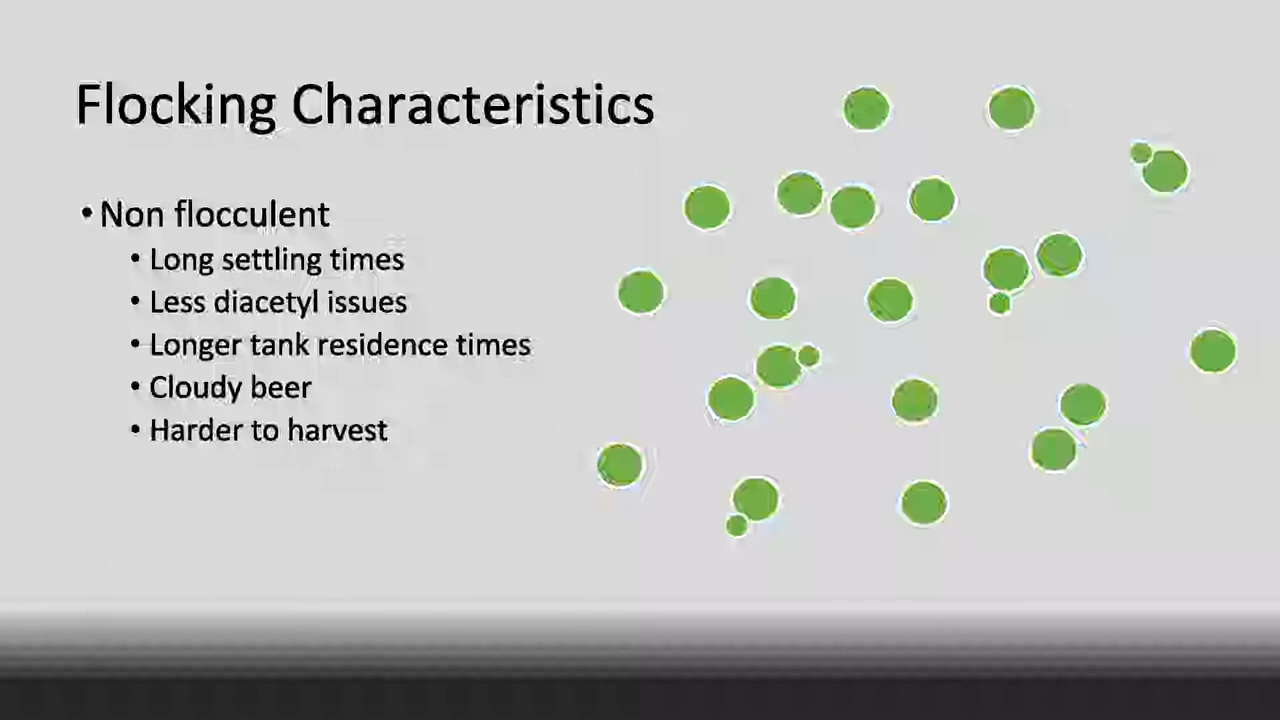 Flocking Characteristics
• Non flocculent
• Long settling times
• Less diacetyl issues
• Longer tank residence times
• Cloudy beer
• Harder to harvest